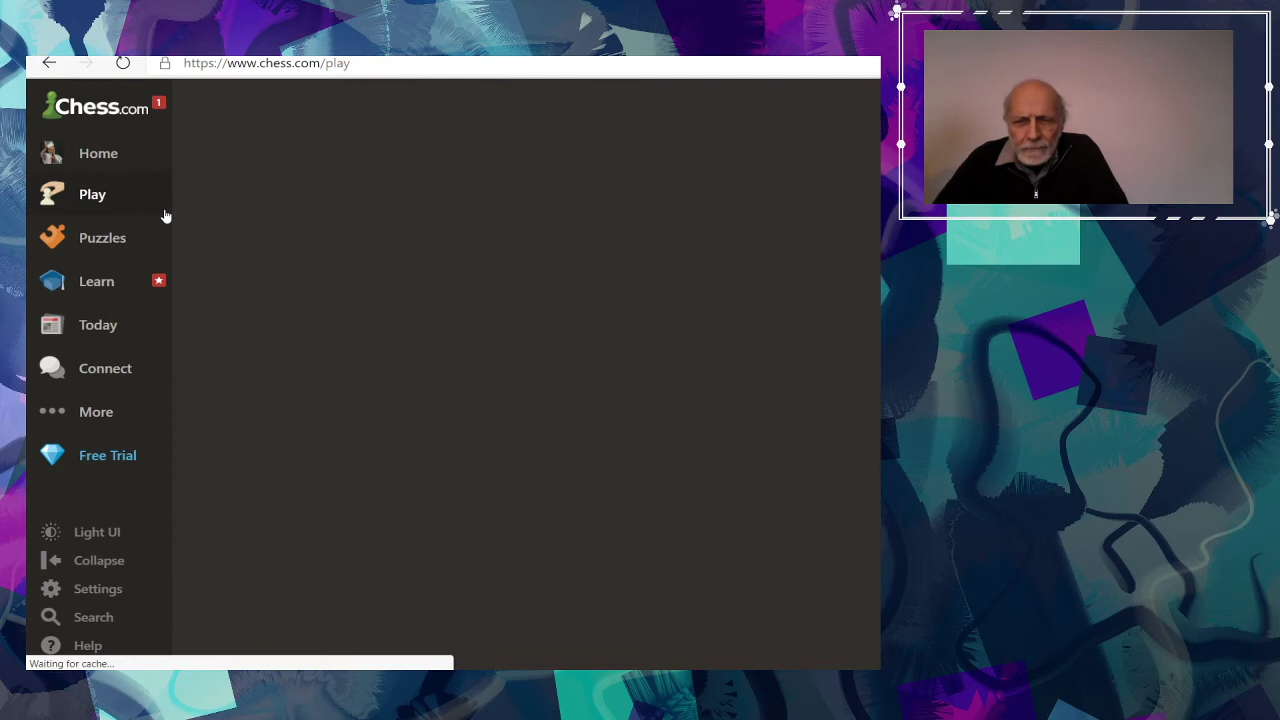 https://www.chess.com/play
Chess.com
1
Home
Play
Puzzles
Learn
Today
Connect
More
Free Trial
Light UI
Collapse
Settings
Search
Help
Waiting for cache...